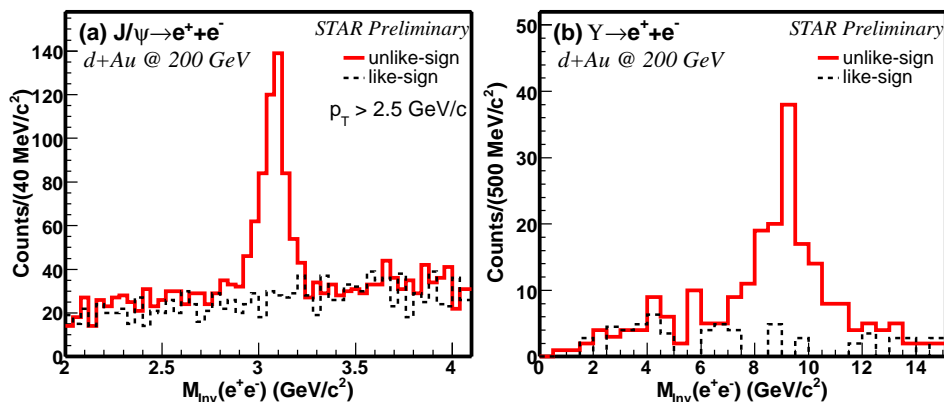 (a) J/ψ→e⁺+e⁻
STAR Preliminary
d+Au @ 200 GeV
unlike-sign
like-sign
p_T > 2.5 GeV/c
Counts/(40 MeV/c²)
140
120
100
80
60
40
20
0
2 2.5 3 3.5 4
M_Inv(e⁺e⁻) (GeV/c²)
(b) ϒ→e⁺+e⁻
STAR Preliminary
d+Au @ 200 GeV
unlike-sign
like-sign
Counts/(500 MeV/c²)
50
40
30
20
10
0
0 2 4 6 8 10 12 14
M_Inv(e⁺e⁻) (GeV/c²)